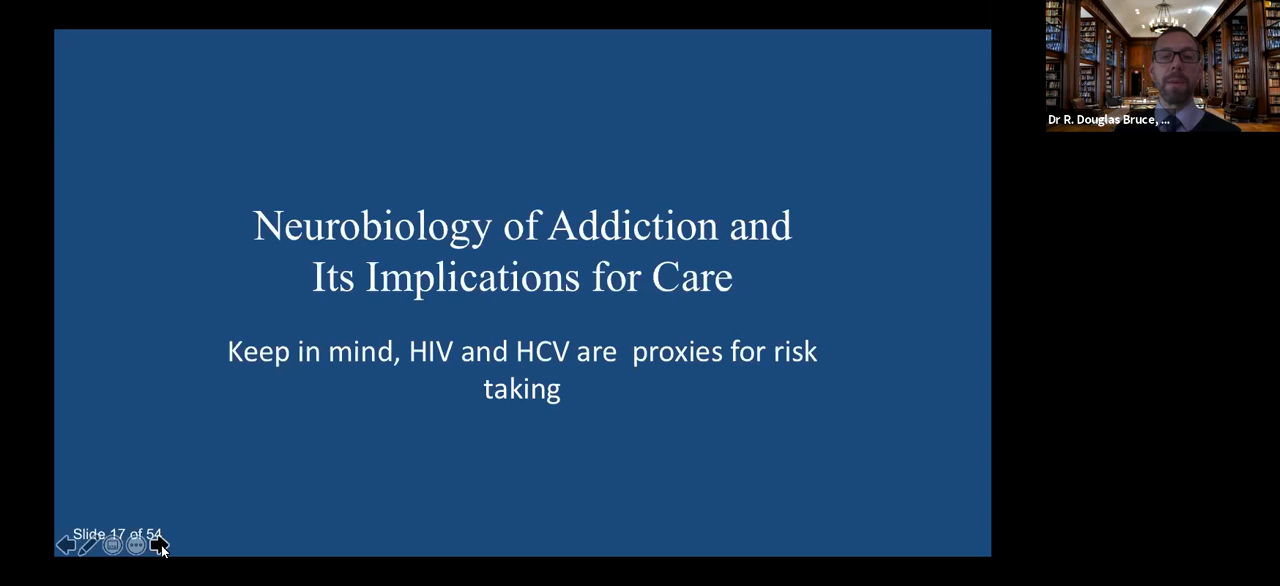 Neurobiology of Addiction and
Its Implications for Care
Keep in mind, HIV and HCV are  proxies for risk
taking
Slide 17 of 54
Dr R. Douglas Bruce, ...